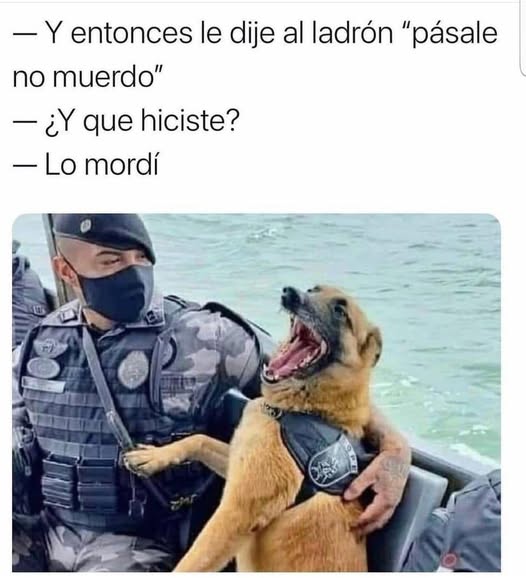 — Y entonces le dije al ladrón “pásale
no muerdo”
— ¿Y que hiciste?
— Lo mordí